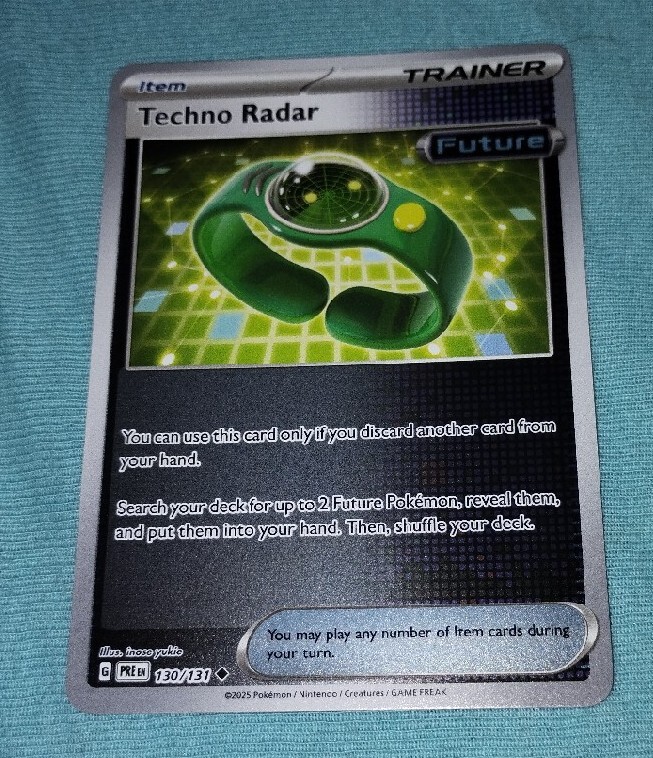 Item
TRAINER
Techno Radar
Future
You can use this card only if you discard another card from
your hand.
Search your deck for up to 2 Future Pokémon, reveal them,
and put them into your hand. Then, shuffle your deck.
You may play any number of Item cards during
your turn.
Illus. inose yukie
G PRE EN 130/131
©2025 Pokémon / Nintendo / Creatures / GAME FREAK